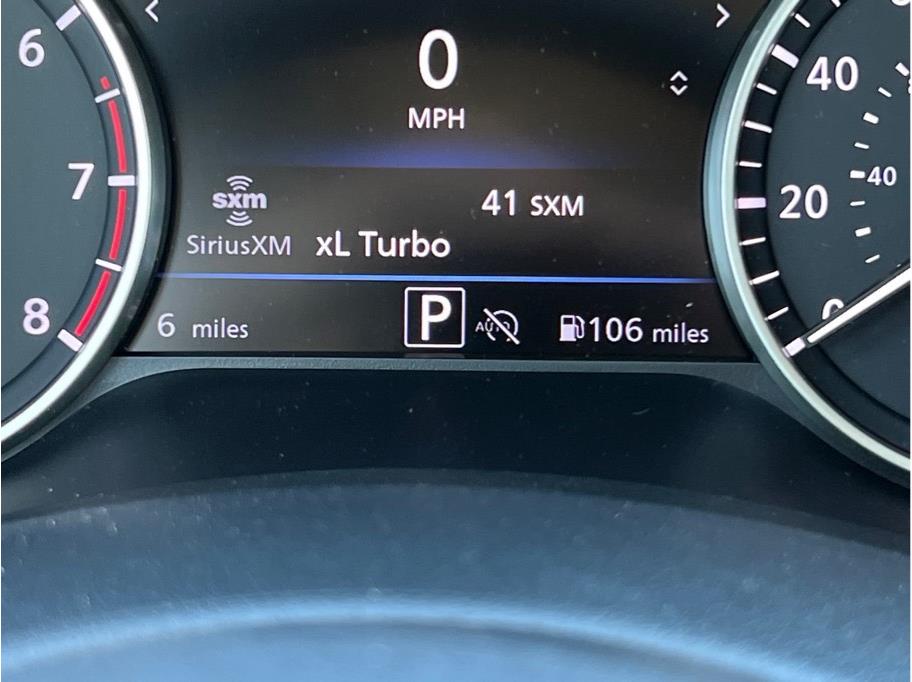 0
MPH
sxm
SiriusXM
41 SXM
xL Turbo
6 miles
P
AUTO
106 miles
6
7
8
40
20
0
40